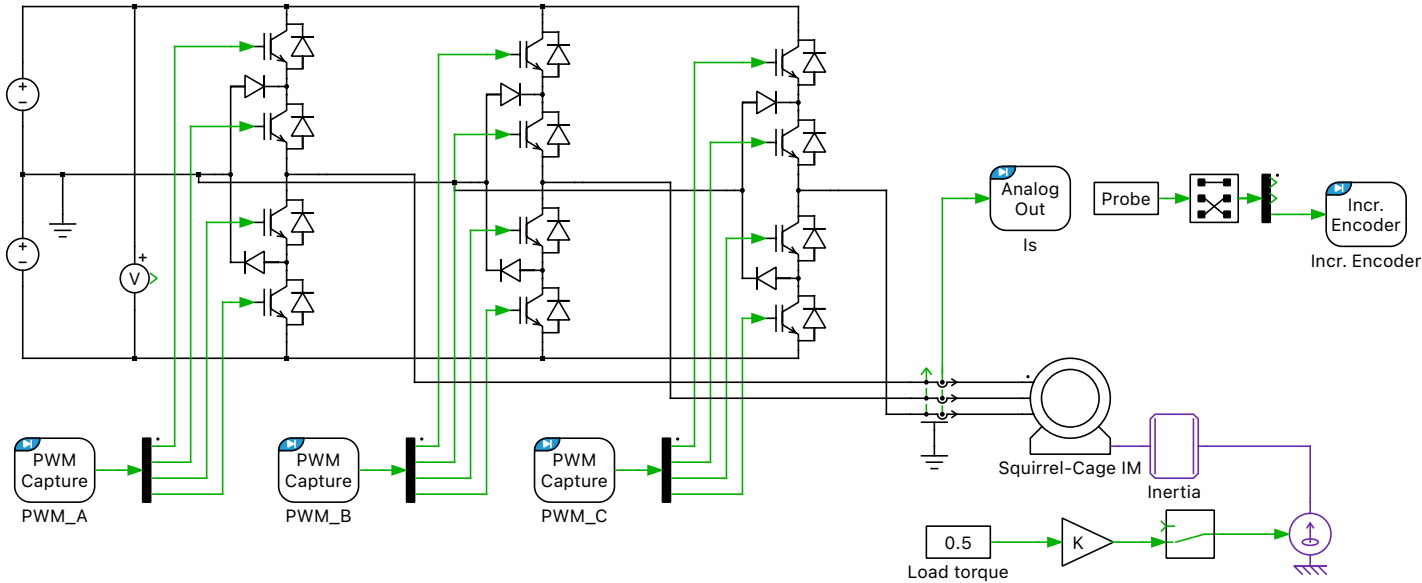 Analog
Out
Is
Probe
Incr.
Encoder
Incr. Encoder
V
PWM
Capture
PWM_A
PWM
Capture
PWM_B
PWM
Capture
PWM_C
Squirrel-Cage IM
Inertia
0.5
Load torque
K